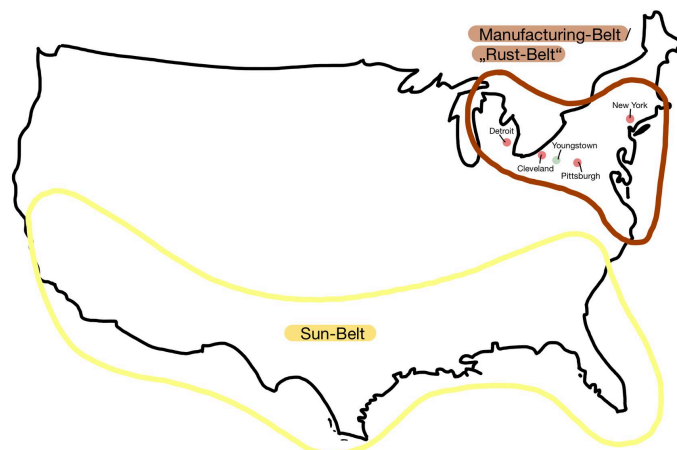 Manufacturing-Belt /
„Rust-Belt“
New York
Detroit
Youngstown
Cleveland
Pittsburgh
Sun-Belt